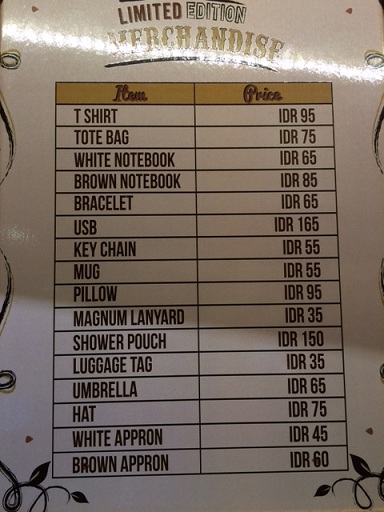 LIMITED EDITION
MERCHANDISE
Item Price
T SHIRT IDR 95
TOTE BAG IDR 75
WHITE NOTEBOOK IDR 65
BROWN NOTEBOOK IDR 85
BRACELET IDR 65
USB IDR 165
KEY CHAIN IDR 55
MUG IDR 55
PILLOW IDR 95
MAGNUM LANYARD IDR 35
SHOWER POUCH IDR 150
LUGGAGE TAG IDR 35
UMBRELLA IDR 65
HAT IDR 75
WHITE APPRON IDR 45
BROWN APPRON IDR 60